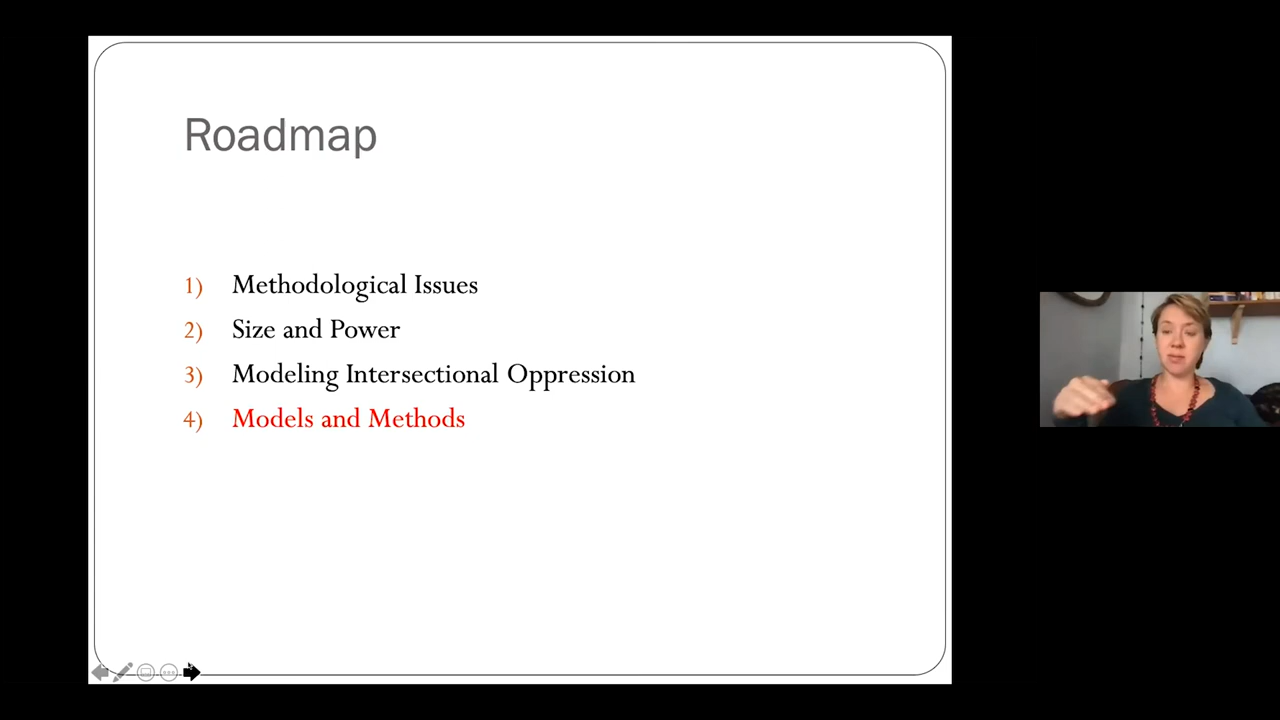 Roadmap
1) Methodological Issues
2) Size and Power
3) Modeling Intersectional Oppression
4) Models and Methods